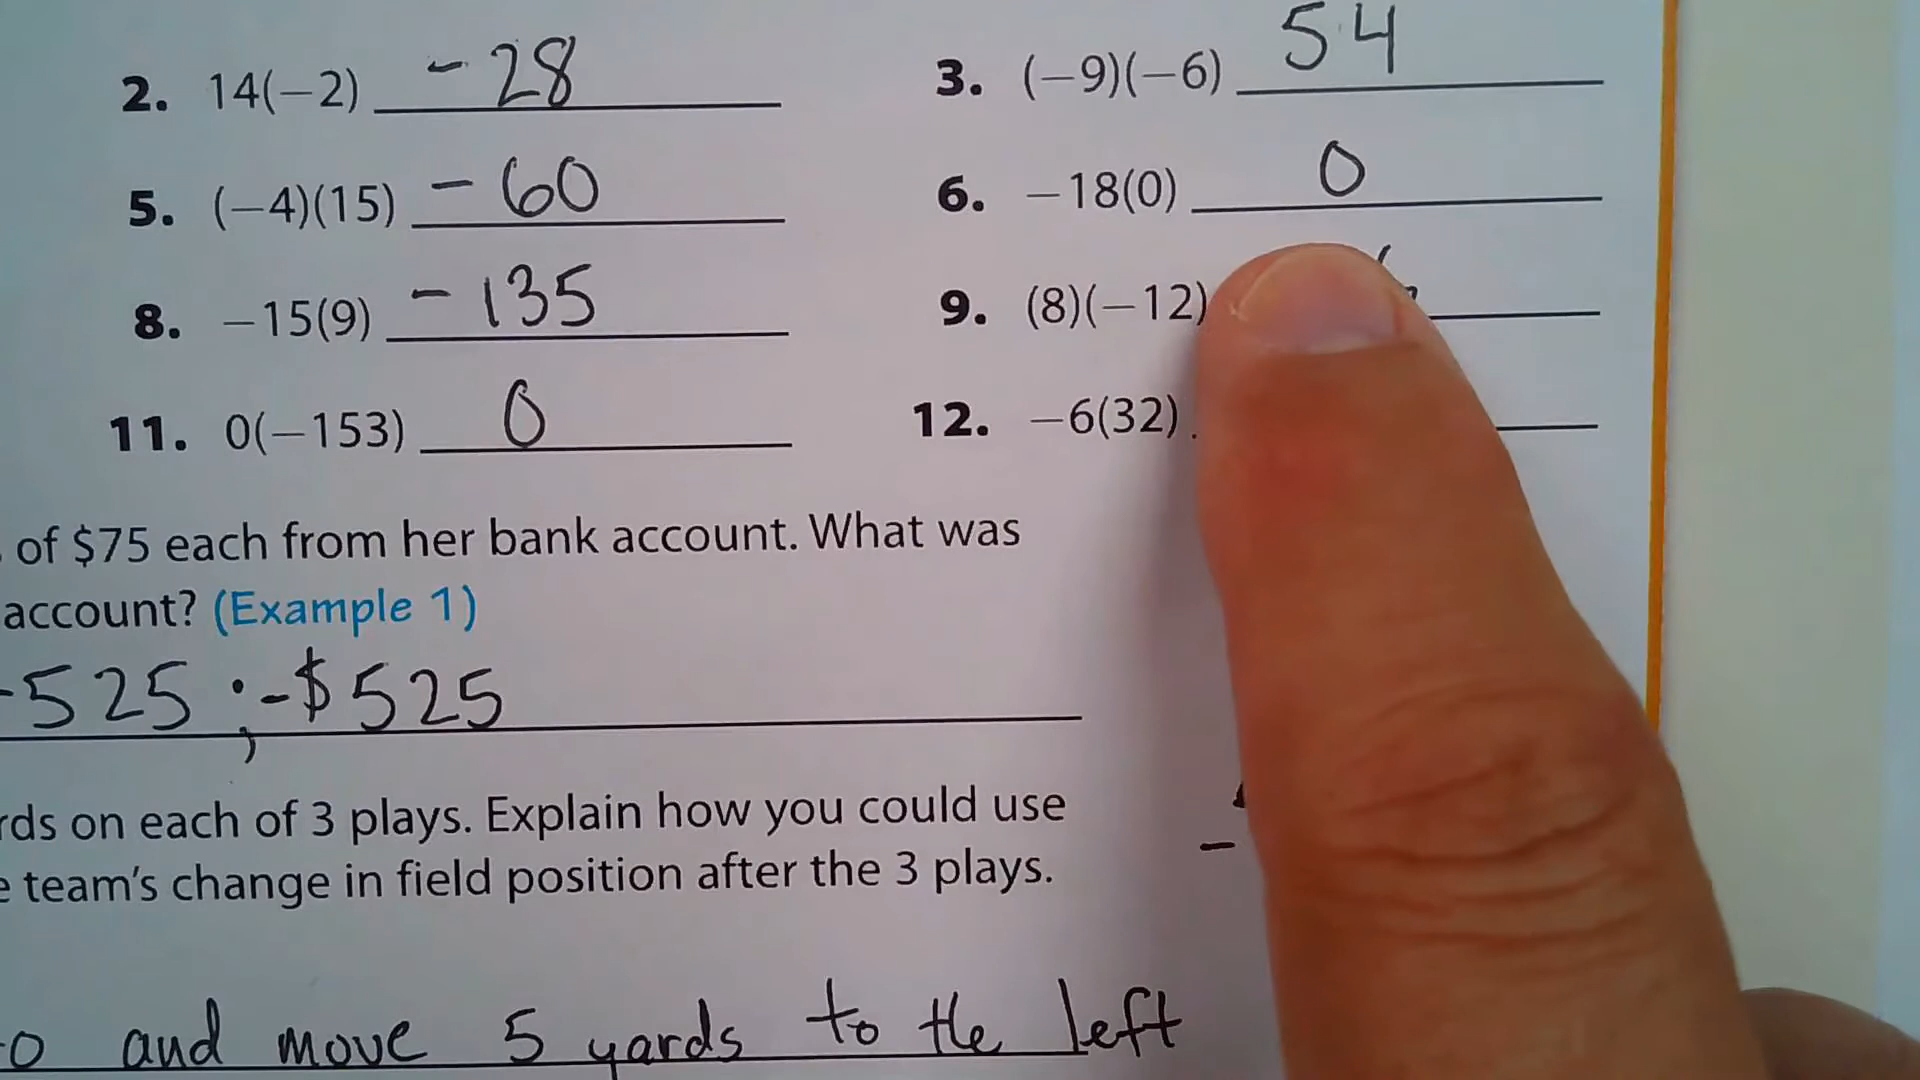 2. 14(−2) -28 3. (−9)(−6) 54
5. (−4)(15) -60 6. −18(0) 0
8. −15(9) -135 9. (8)(−12)
11. 0(−153) 0 12. −6(32)
of $75 each from her bank account. What was
account? (Example 1)
-525 ; -$525
on each of 3 plays. Explain how you could use
team's change in field position after the 3 plays.
and move 5 yards to the left